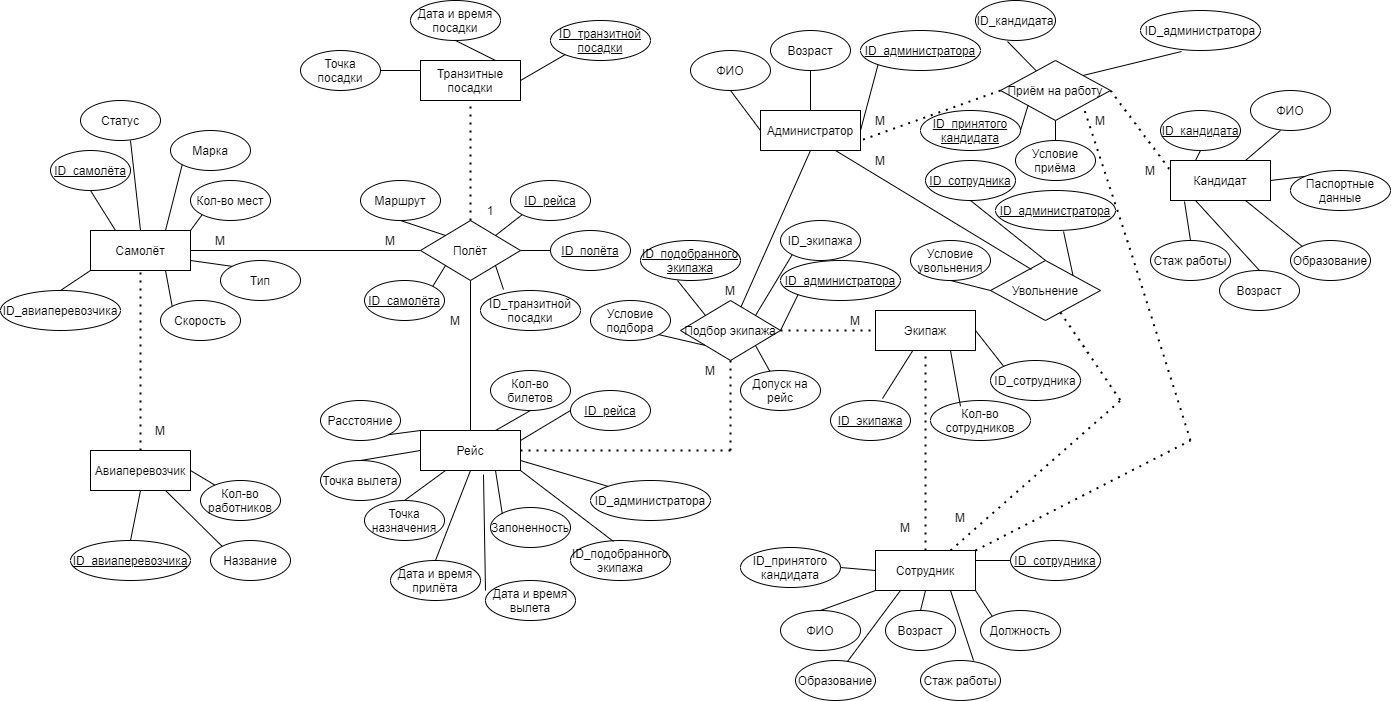 Дата и время
посадки
ID_транзитной
посадки
Точка
посадки
Транзитные
посадки
Статус
ID_самолёта
Марка
Кол-во мест
Самолёт
Тип
ID_авиаперевозчика
Скорость
М
М
М
Авиаперевозчик
Кол-во
работников
ID_авиаперевозчика
Название
Маршрут
1
ID_рейса
Полёт
ID_полёта
ID_самолёта
ID_транзитной
посадки
М
Расстояние
Кол-во
билетов
ID_рейса
Рейс
Точка вылета
Точка
назначения
Запоненность
ID_администратора
Дата и время
прилёта
Дата и время
вылета
ID_подобранного
экипажа
ФИО
Возраст
ID_администратора
Администратор
М
М
ID_кандидата
ID_администратора
Приём на работу
ID_принятого
кандидата
Условие
приёма
М
М
ID_кандидата
ФИО
Кандидат
Паспортные
данные
Стаж работы
Возраст
Образование
ID_сотрудника
ID_администратора
Условие
увольнения
Увольнение
ID_подобранного
экипажа
ID_экипажа
ID_администратора
Условие
подбора
М
Подбор экипажа
М
М
Допуск на
рейс
Экипаж
ID_сотрудника
ID_экипажа
Кол-во
сотрудников
М
М
ID_принятого
кандидата
Сотрудник
ID_сотрудника
ФИО
Возраст
Должность
Образование
Стаж работы